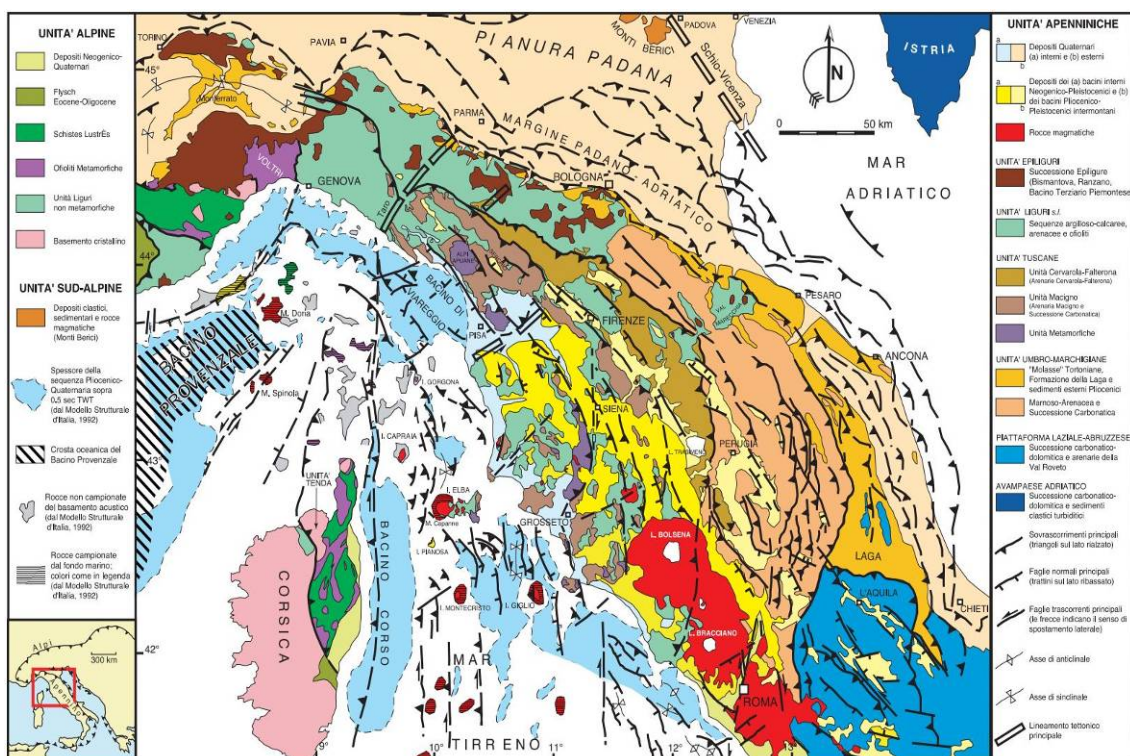 UNITA' ALPINE
Depositi Neogenico-
Quaternari
Flysch
Eocene-Oligocene
Schistes LustrÈs
Ofioliti Metamorfiche
Unità Liguri
non metamorfiche
Basamento cristallino
UNITA' SUD-ALPINE
Depositi clastici,
sedimentari e rocce
magmatiche
(Monti Berici)
Spessore della
sequenza Pliocenico-
Quaternaria sopra
0,5 sec TWT
(dal Modello Strutturale
d'Italia, 1992)
Crosta oceanica del
Bacino Provenzale
Rocce non campionate
del basamento acustico
(dal Modello Strutturale
d'Italia, 1992)
Rocce campionate
dal fondo marino;
colori come in legenda
(dal Modello Strutturale
d'Italia, 1992)
Alpi
300 km
Appennino
TORINO
PAVIA
PIANURA PADANA
MONTI BERICI
PADOVA
VENEZIA
Schio-Vicenza
ISTRIA
45°
Monferrato
N
PARMA
MARGINE PADANO ADRIATICO
0
50 km
VOLTRI
GENOVA
BOLOGNA
MAR
ADRIATICO
Taro
44°
ALPI
APUANE
BACINO DI
VIAREGGIO
M. Doria
PISA
FIRENZE
VAL
PESARO
ANCONA
BACINO
PROVENZALE
M. Spinola
I. GORGONA
SIENA
I. CAPRAIA
L. TRASIMENO
PERUGIA
43°
UNITA'
TENDA
I. ELBA
M. Capanne
GROSSETO
I. PIANOSA
L. BOLSENA
LAGA
CORSICA
BACINO CORSO
I. MONTECRISTO
I. GIGLIO
L'AQUILA
CHIETI
L. BRACCIANO
42°
MAR
ROMA
9°
10°
TIRRENO
11°
12°
13°
UNITA' APENNINICHE
a
b
Depositi Quaternari
(a) interni e (b) esterni
a
b
Depositi dei (a) bacini interni
Neogenico-Pleistocenici e (b)
dei bacini Pliocenico-
Pleistocenici intermontani
Rocce magmatiche
UNITA' EPILIGURI
Successione Epiligure
(Bismantova, Ranzano,
Bacino Terziario Piemontese)
UNITA' LIGURI s.l.
Sequenze argilloso-calcaree,
arenacee e ofioliti
UNITA' TUSCANE
Unità Cervarola-Falterona
(Arenarie Cervarola-Falterona)
Unità Macigno
(Arenaria Macigno e
Successione Carbonatica)
Unità Metamorfiche
UNITA' UMBRO-MARCHIGIANE
"Molasse" Tortoniane,
Formazione della Laga e
sedimenti esterni Pliocenici
Marnoso-Arenacea e
Successione Carbonatica
PIATTAFORMA LAZIALE-ABRUZZESE
Successione carbonatico-
dolomitica e arenarie della
Val Roveto
AVAMPAESE ADRIATICO
Successione carbonatico-
dolomitica e sedimenti
clastici turbiditici
Sovrascorrimenti principali
(triangoli sul lato rialzato)
Faglie normali principali
(trattini sul lato ribassato)
Faglie trascorrenti principali
(le frecce indicano il senso di
spostamento laterale)
Asse di anticlinale
Asse di sinclinale
Lineamento tettonico
principale